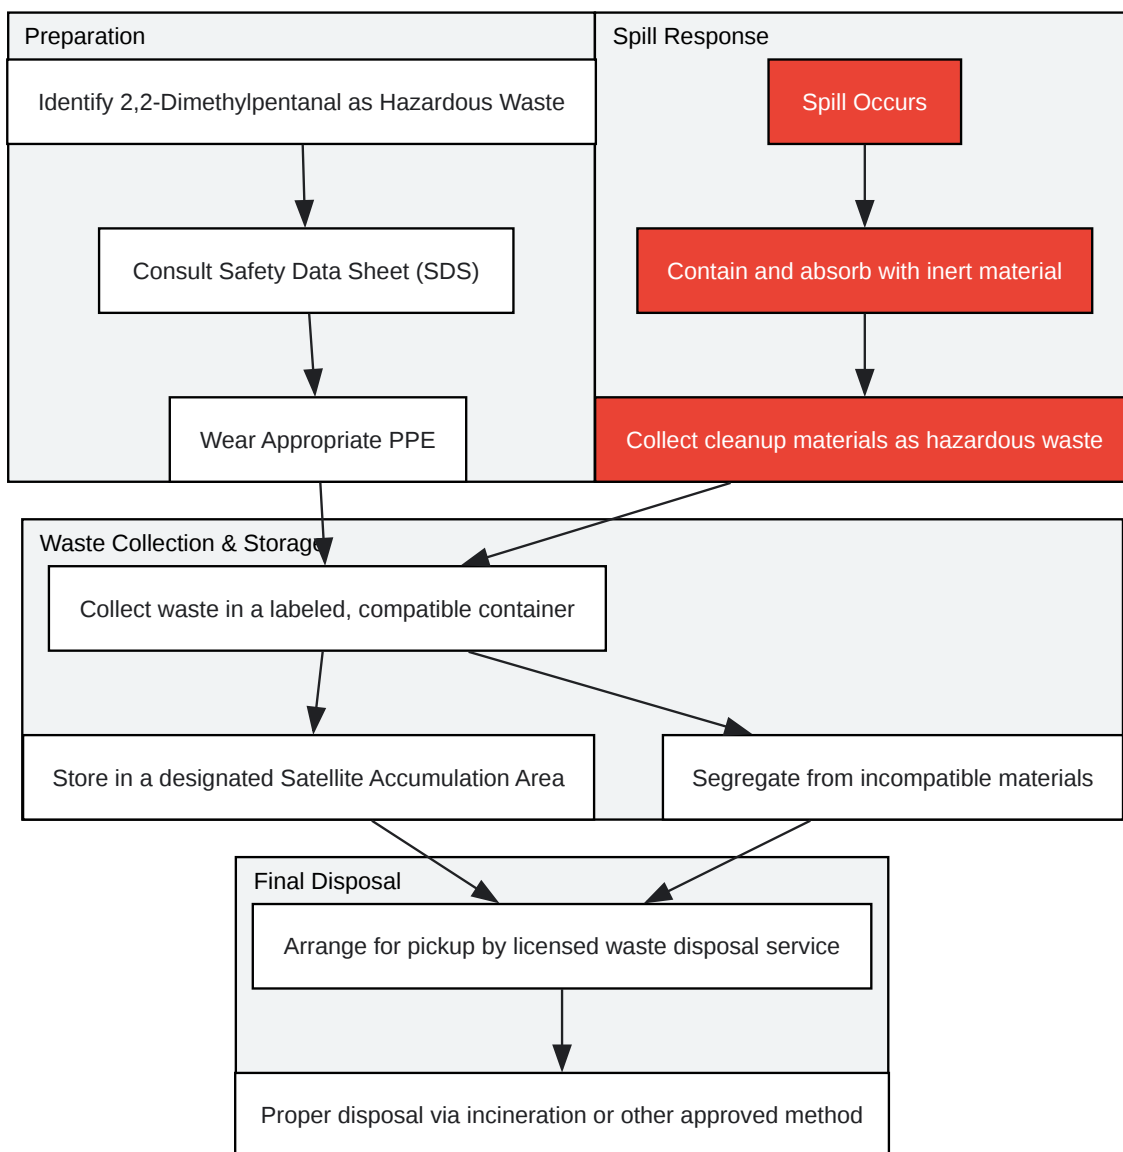 Preparation
Identify 2,2-Dimethylpentanal as Hazardous Waste
Consult Safety Data Sheet (SDS)
Wear Appropriate PPE
Spill Response
Spill Occurs
Contain and absorb with inert material
Collect cleanup materials as hazardous waste
Waste Collection & Storage
Collect waste in a labeled, compatible container
Store in a designated Satellite Accumulation Area
Segregate from incompatible materials
Final Disposal
Arrange for pickup by licensed waste disposal service
Proper disposal via incineration or other approved method